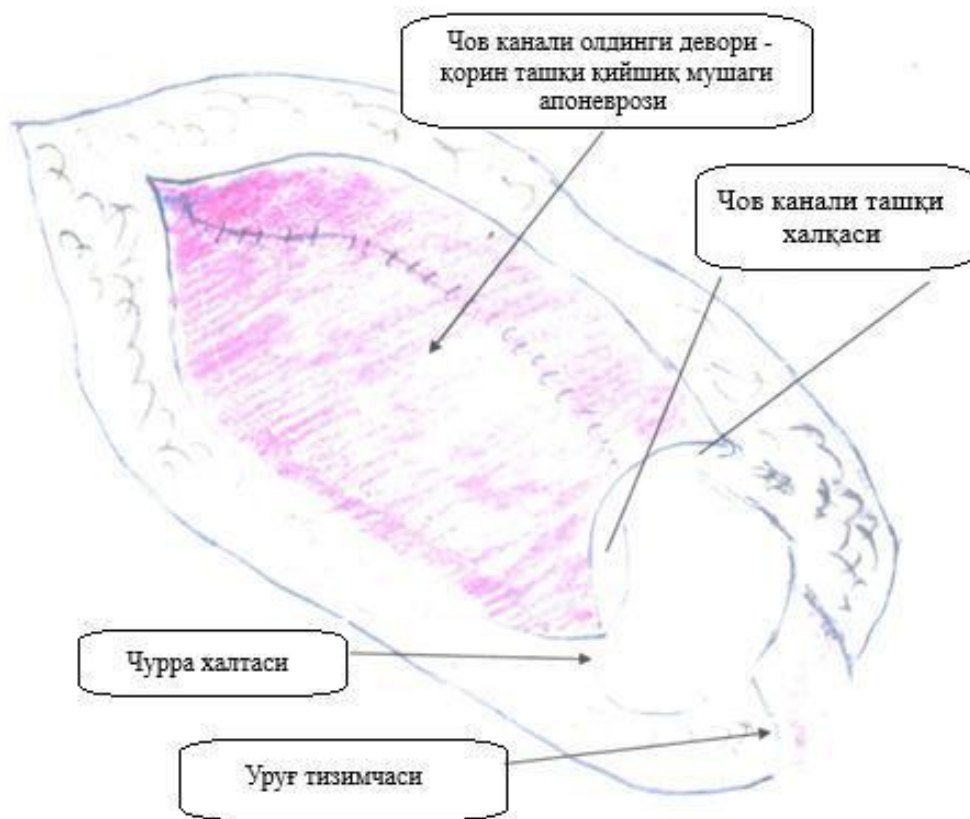 Чов канали олдинги девори -
қорин ташқи қийшиқ мушаги
апоневрози
Чов канали ташқи
халқаси
Чурра халтаси
Уруғ тизимчаси